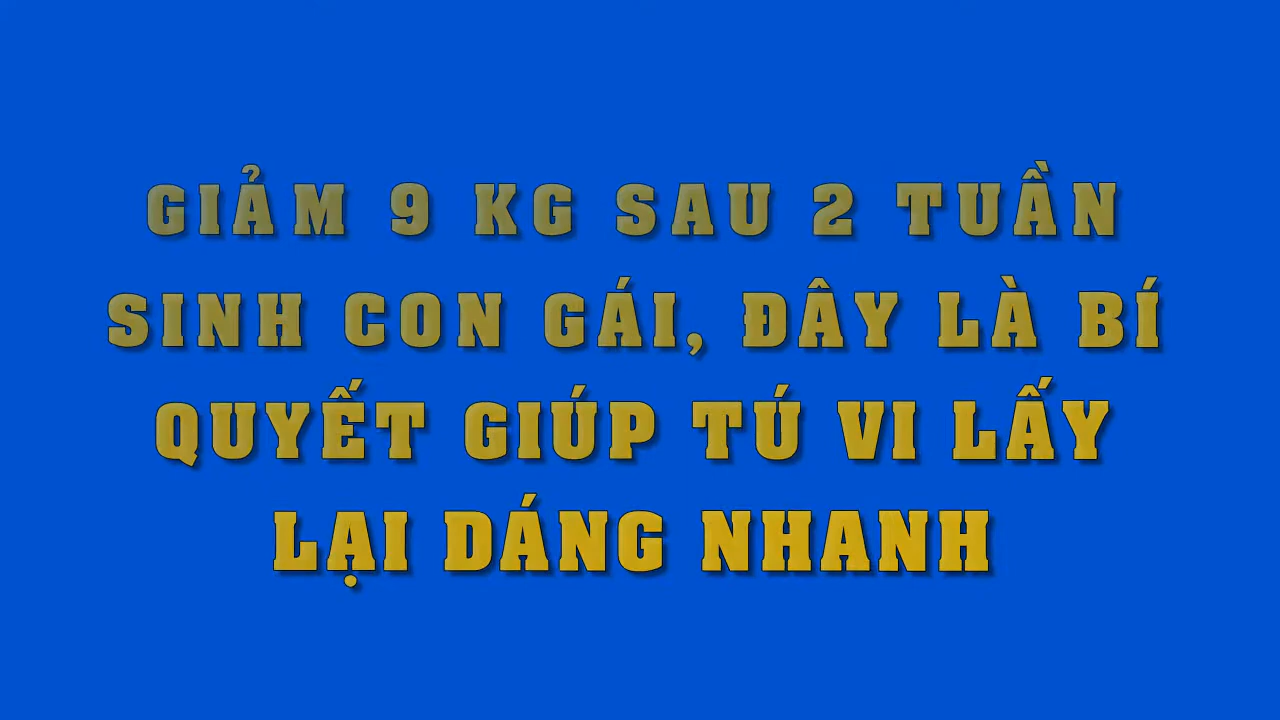 GIẢM 9 KG SAU 2 TUẦN
SINH CON GÁI, ĐÂY LÀ BÍ
QUYẾT GIÚP TÚ VI LẤY
LẠI DÁNG NHANH